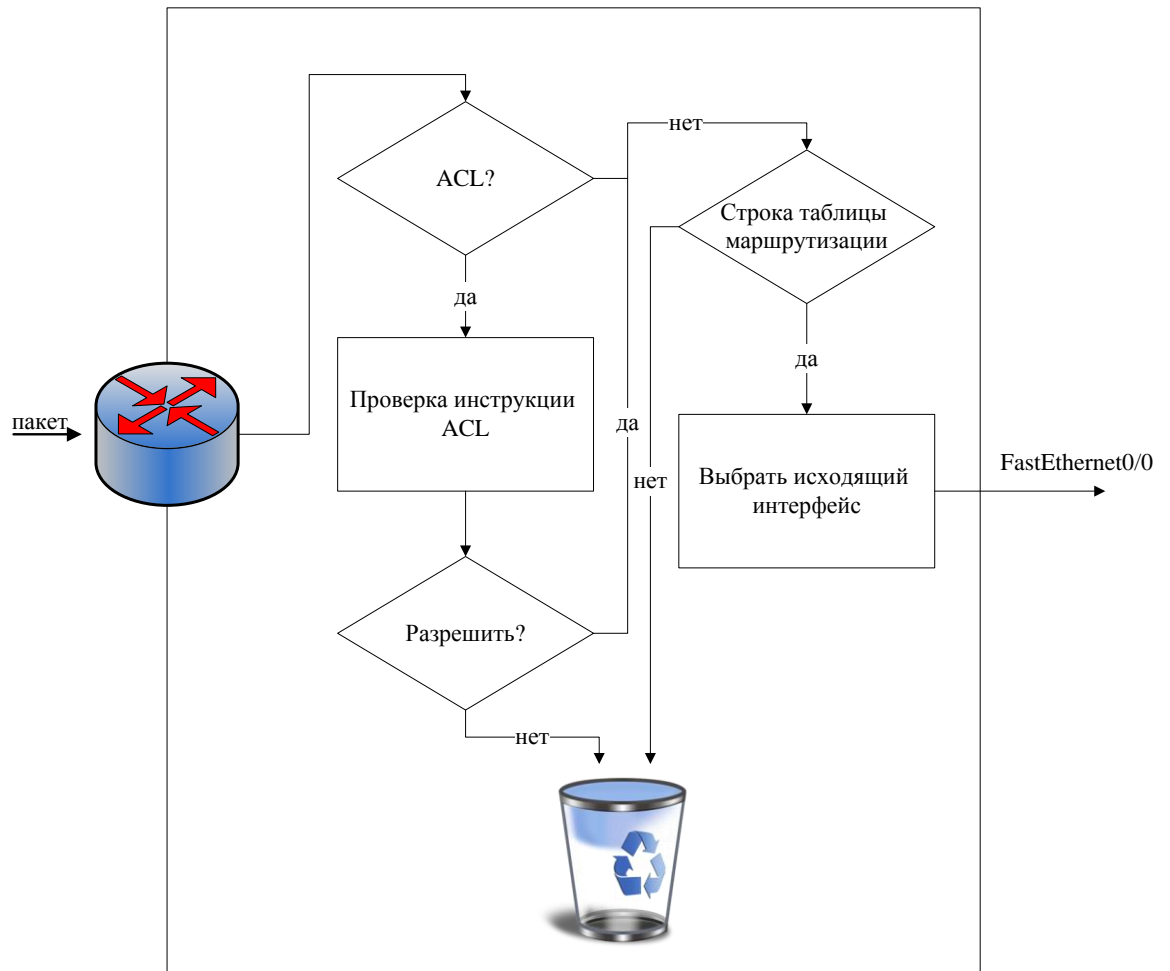 ACL?
нет
Строка таблицы
маршрутизации
да
да
Проверка инструкции
ACL
пакет
да
нет
Выбрать исходящий
интерфейс
FastEthernet0/0
Разрешить?
нет